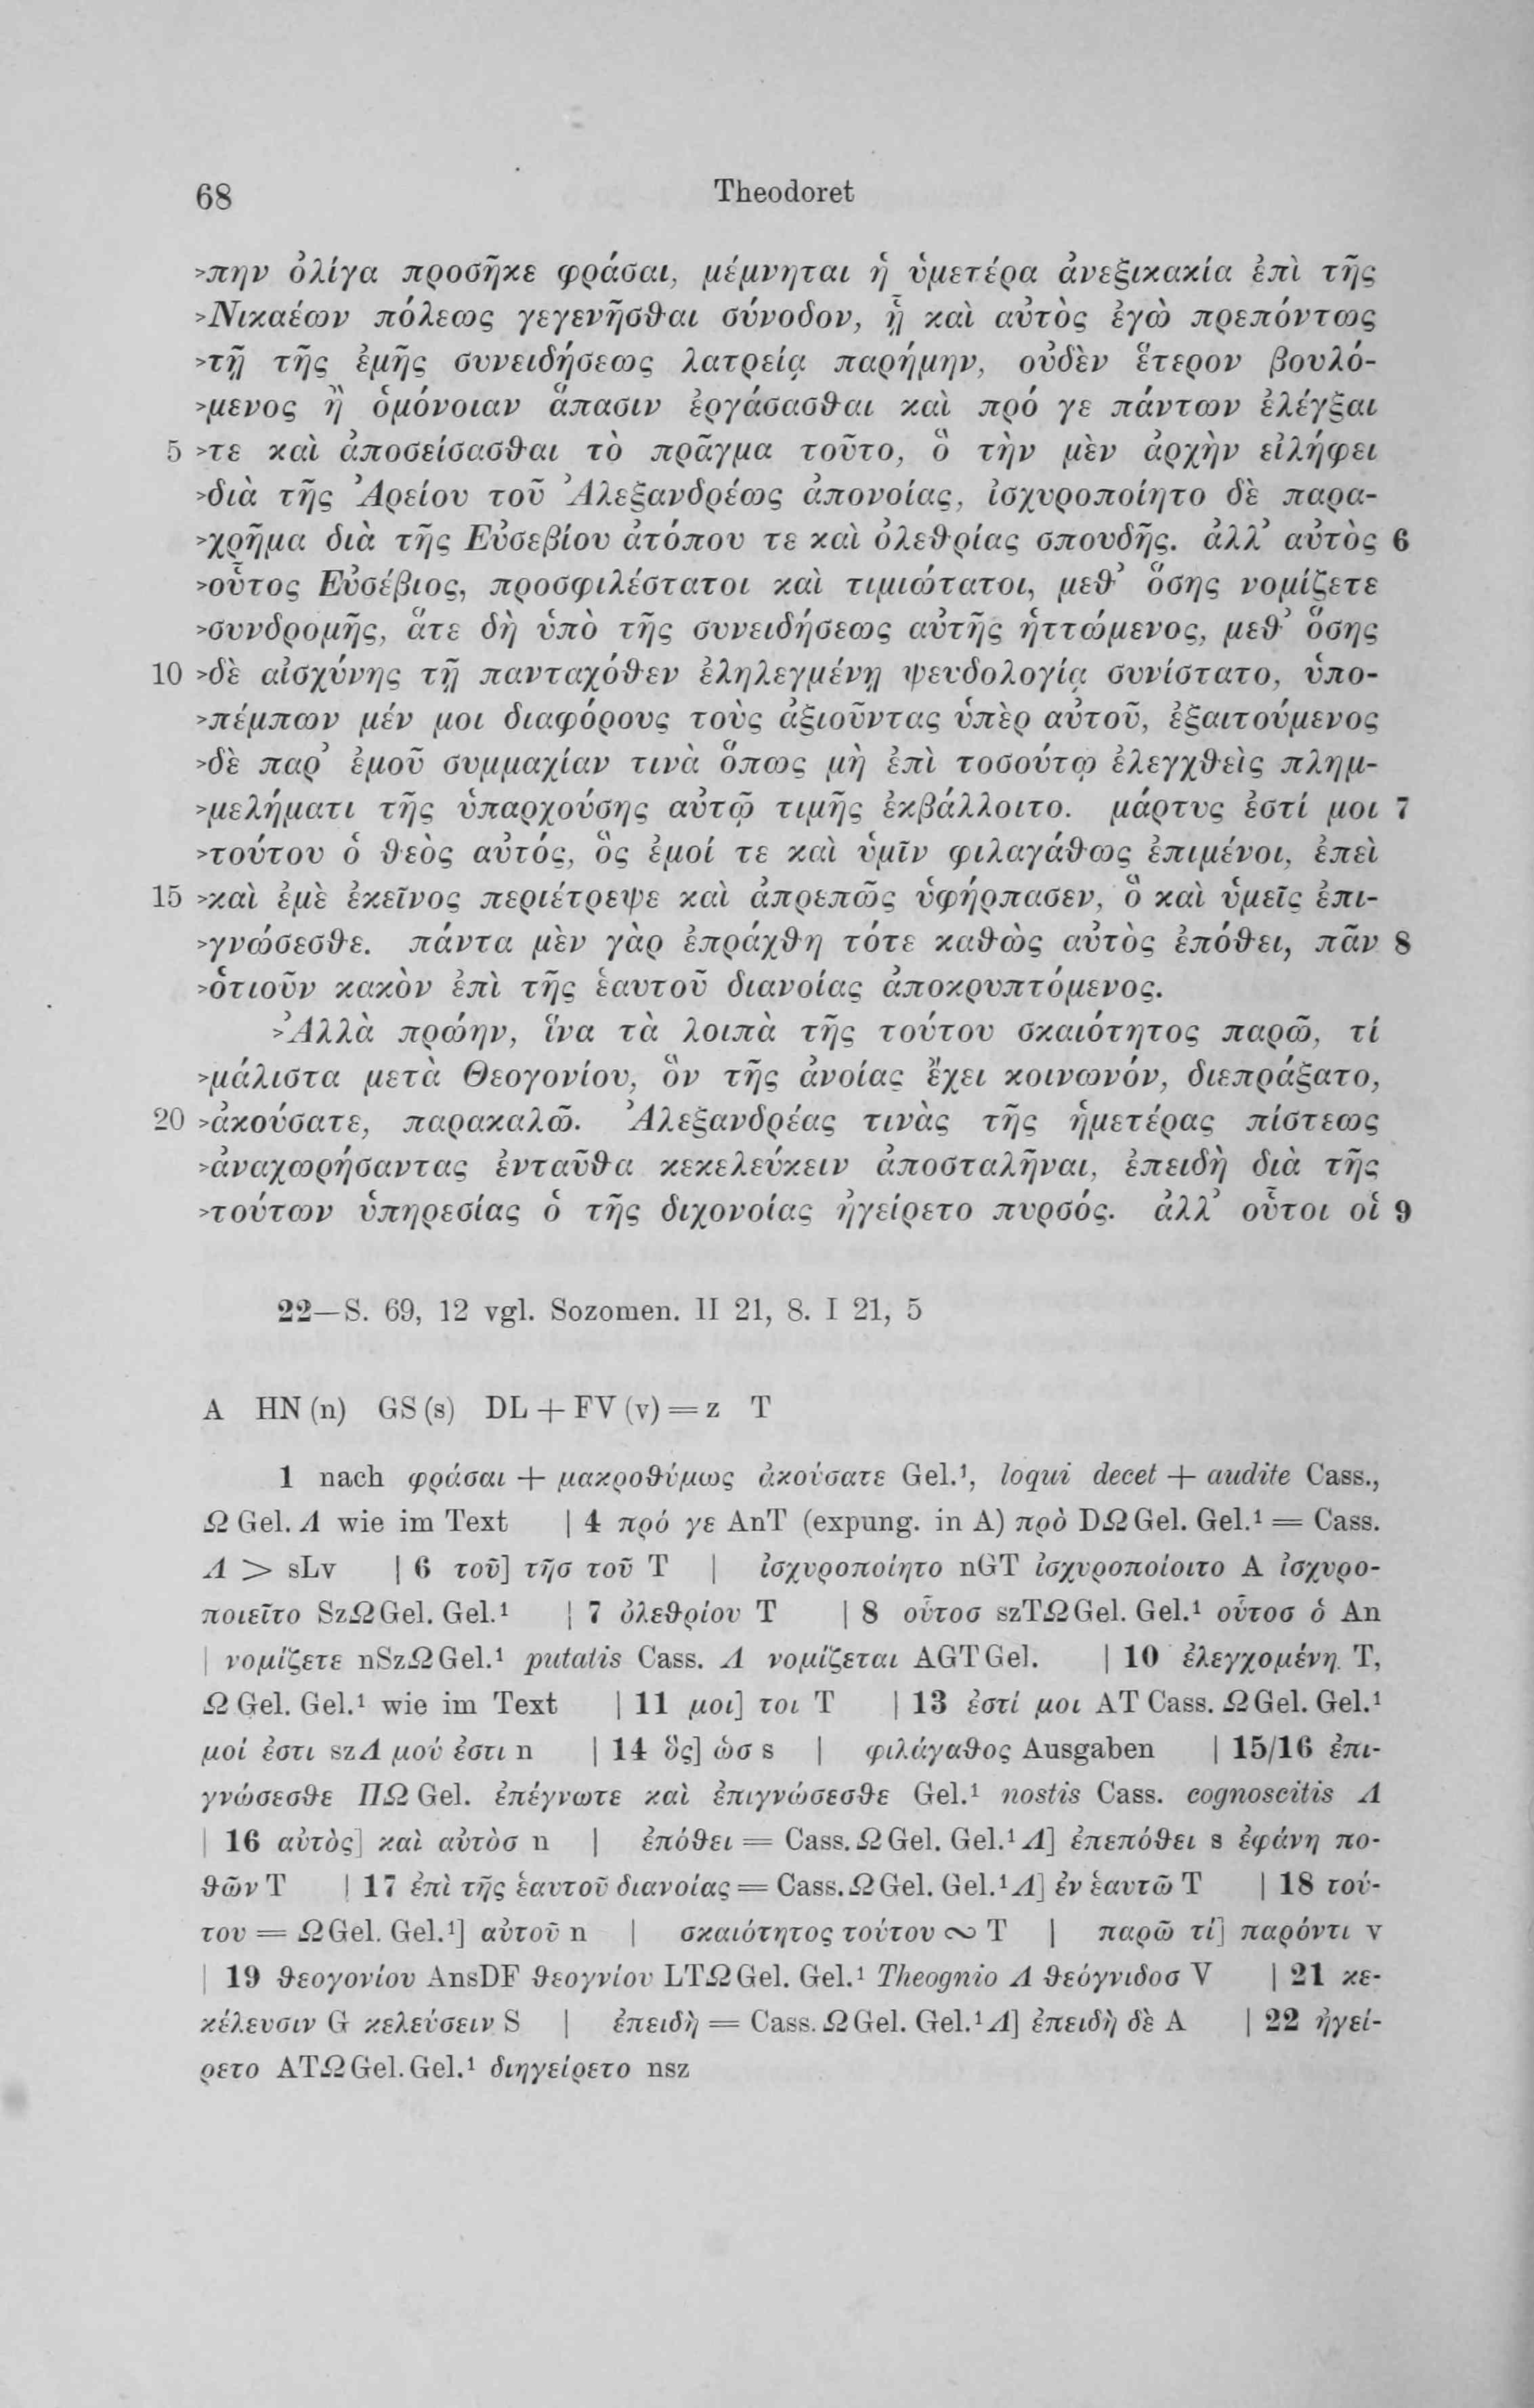 68 Theodoret
>πην ὀλίγα προσῆκε φράσαι, μέμνηται ἡ ὑμετέρα ἀνεξικακία ἐπὶ τῆς
>Νικαέων πόλεως γεγενῆσθαι σύνοδον, ᾗ καὶ αὐτὸς ἐγὼ πρεπόντως
>τῇ τῆς ἐμῆς συνειδήσεως λατρείᾳ παρήμην, οὐδὲν ἕτερον βουλό-
>μενος ἢ ὁμόνοιαν ἅπασιν ἐργάσασθαι καὶ πρό γε πάντων ἐλέγξαι
5 >τε καὶ ἀποσείσασθαι τὸ πρᾶγμα τοῦτο, ὃ τὴν μὲν ἀρχὴν εἰλήφει
>διὰ τῆς Ἀρείου τοῦ Ἀλεξανδρέως ἀπονοίας, ἰσχυροποίητο δὲ παρα-
>χρῆμα διὰ τῆς Εὐσεβίου ἀτόπου τε καὶ ὀλεθρίας σπουδῆς. ἀλλ' αὐτὸς 6
>οὗτος Εὐσέβιος, προσφιλέστατοι καὶ τιμιώτατοι, μεθ' ὅσης νομίζετε
>συνδρομῆς, ἅτε δὴ ὑπὸ τῆς συνειδήσεως αὐτῆς ἡττώμενος, μεθ' ὅσης
10 >δὲ αἰσχύνης τῇ πανταχόθεν ἐληλεγμένῃ ψευδολογίᾳ συνίστατο, ὑπο-
>πέμπων μέν μοι διαφόρους τοὺς ἀξιοῦντας ὑπὲρ αὐτοῦ, ἐξαιτούμενος
>δὲ παρ' ἐμοῦ συμμαχίαν τινὰ ὅπως μὴ ἐπὶ τοσούτῳ ἐλεγχθεὶς πλημ-
>μελήματι τῆς ὑπαρχούσης αὐτῷ τιμῆς ἐκβάλλοιτο. μάρτυς ἐστί μοι 7
>τούτου ὁ θεὸς αὐτός, ὃς ἐμοί τε καὶ ὑμῖν φιλαγάθως ἐπιμένοι, ἐπεὶ
15 >καὶ ἐμὲ ἐκεῖνος περιέτρεψε καὶ ἀπρεπῶς ὑφήρπασεν, ὃ καὶ ὑμεῖς ἐπι-
>γνώσεσθε. πάντα μὲν γὰρ ἐπράχθη τότε καθὼς αὐτὸς ἐπόθει, πᾶν 8
>ὁτιοῦν κακὸν ἐπὶ τῆς ἑαυτοῦ διανοίας ἀποκρυπτόμενος.
>Ἀλλὰ πρώην, ἵνα τὰ λοιπὰ τῆς τούτου σκαιότητος παρῶ, τί
>μάλιστα μετὰ Θεογονίου, ὃν τῆς ἀνοίας ἔχει κοινωνόν, διεπράξατο,
20 >ἀκούσατε, παρακαλῶ. Ἀλεξανδρέας τινὰς τῆς ἡμετέρας πίστεως
>ἀναχωρήσαντας ἐνταῦθα κεκελεύκειν ἀποσταλῆναι, ἐπειδὴ διὰ τῆς
>τούτων ὑπηρεσίας ὁ τῆς διχονοίας ἠγείρετο πυρσός. ἀλλ' οὗτοι οἱ 9
22—S. 69, 12 vgl. Sozomen. II 21, 8. I 21, 5
A HN (n) GS (s) DL + FV (v) = z T
1 nach φράσαι + μακροθύμως ἀκούσατε Gel.¹, loqui decet + audite Cass.,
Ω Gel. Λ wie im Text | 4 πρό γε AnT (expung. in A) πρὸ DΩ Gel. Gel.¹ = Cass.
Λ > sLv | 6 τοῦ] τῆσ τοῦ T | ἰσχυροποίητο nGT ἰσχυροποίοιτο A ἰσχυρο-
ποιεῖτο SzΩ Gel. Gel.¹ | 7 ὀλεθρίου T | 8 οὗτοσ szTΩ Gel. Gel.¹ οὗτοσ ὁ An
| νομίζετε nSzΩ Gel.¹ putatis Cass. Λ νομίζεται AGT Gel. | 10 ἐλεγχομένη T,
Ω Gel. Gel.¹ wie im Text | 11 μοι] τοι T | 13 ἐστί μοι AT Cass. Ω Gel. Gel.¹
μοί ἐστι szΛ μού ἐστι n | 14 ὃς] ὡσ s | φιλάγαθος Ausgaben | 15/16 ἐπι-
γνώσεσθε ΠΩ Gel. ἐπέγνωτε καὶ ἐπιγνώσεσθε Gel.¹ nostis Cass. cognoscitis Λ
| 16 αὐτὸς] καὶ αὐτὸσ n | ἐπόθει = Cass. Ω Gel. Gel.¹ Λ] ἐπεπόθει s ἐφάνη πο-
θῶν T | 17 ἐπὶ τῆς ἑαυτοῦ διανοίας = Cass. Ω Gel. Gel.¹ Λ] ἐν ἑαυτῶ T | 18 τού-
του = Ω Gel. Gel.¹] αὐτοῦ n | σκαιότητος τούτου ∾ T | παρῶ τί] παρόντι v
| 19 θεογονίου AnsDF θεογνίου LTΩ Gel. Gel.¹ Theognio Λ θεόγνιδοσ V | 21 κε-
κέλευσιν G κελεύσειν S | ἐπειδὴ = Cass. Ω Gel. Gel.¹ Λ] ἐπειδὴ δὲ A | 22 ἠγεί-
ρετο ATΩ Gel. Gel.¹ διηγείρετο nsz